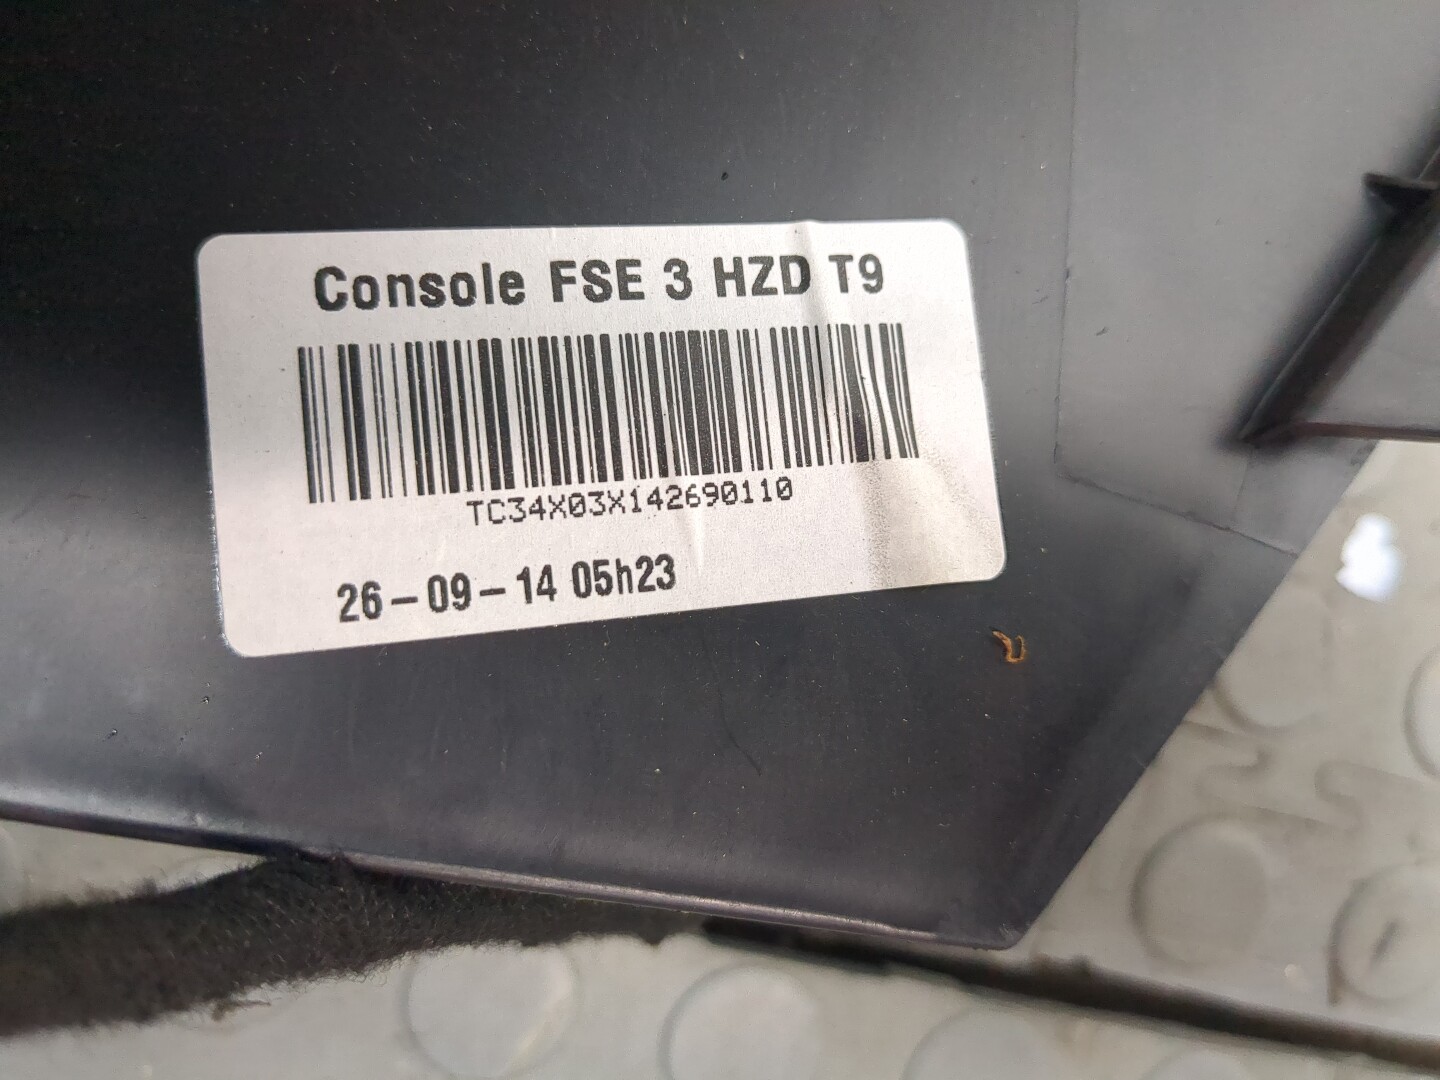 Console FSE 3 HZD T9
TC34X03X142690110
26-09-14 05h23